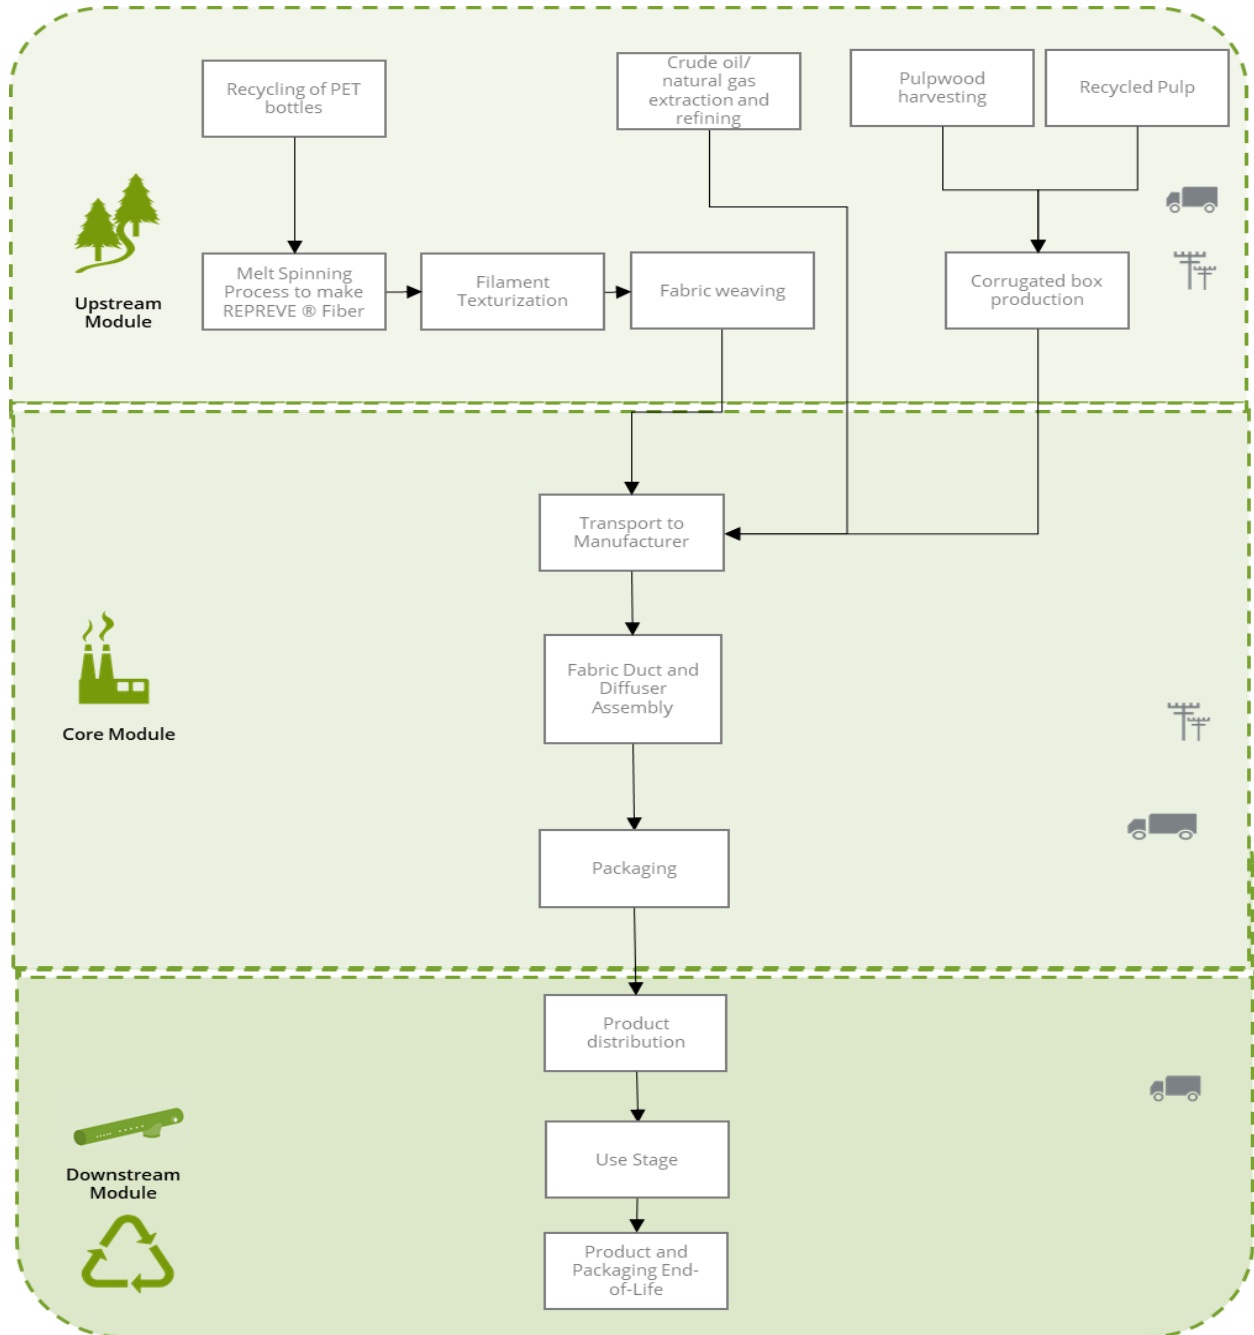 Recycling of PET
bottles
Crude oil/
natural gas
extraction and
refining
Pulpwood
harvesting
Recycled Pulp
Melt Spinning
Process to make
REPREVE ® Fiber
Filament
Texturization
Fabric weaving
Corrugated box
production
Upstream
Module
Transport to
Manufacturer
Fabric Duct and
Diffuser
Assembly
Core Module
Packaging
Product
distribution
Use Stage
Downstream
Module
Product and
Packaging End-
of-Life